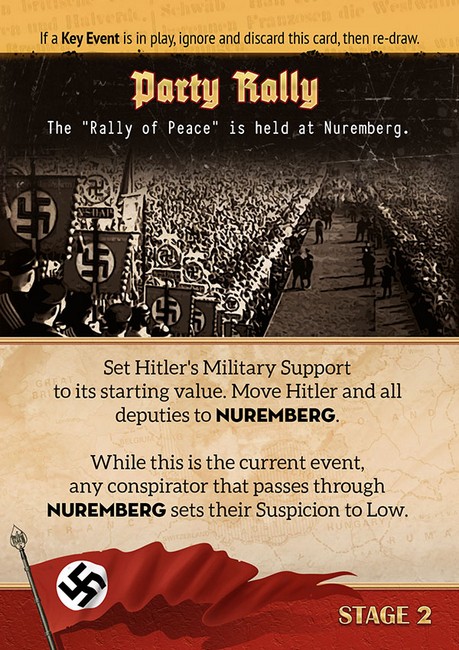 If a Key Event is in play, ignore and discard this card, then re-draw.
Party Rally
The "Rally of Peace" is held at Nuremberg.
Set Hitler's Military Support
to its starting value. Move Hitler and all
deputies to NUREMBERG.
While this is the current event,
any conspirator that passes through
NUREMBERG sets their Suspicion to Low.
STAGE 2